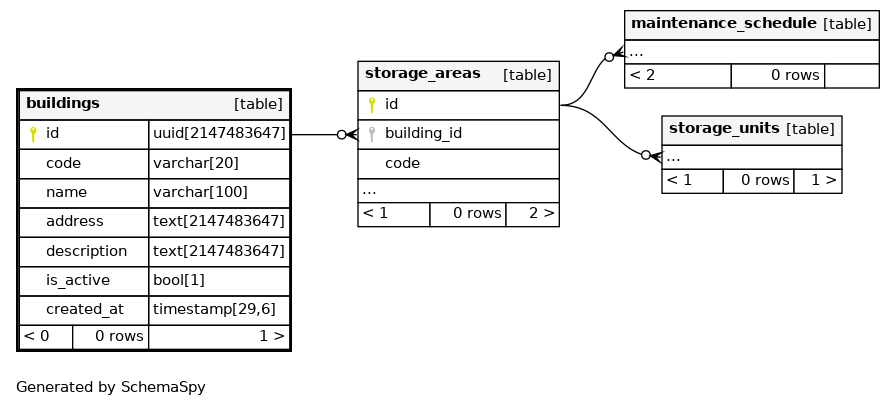 buildings [table]
id uuid[2147483647]
code varchar[20]
name varchar[100]
address text[2147483647]
description text[2147483647]
is_active bool[1]
created_at timestamp[29,6]
< 0 0 rows 1 >
storage_areas [table]
id
building_id
code
...
< 1 0 rows 2 >
maintenance_schedule [table]
...
< 2 0 rows
storage_units [table]
...
< 1 0 rows 1 >
Generated by SchemaSpy